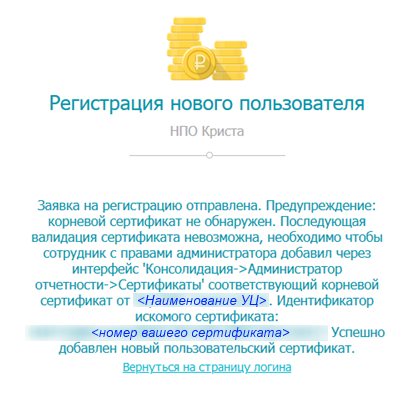 Регистрация нового пользователя
НПО Криста
Заявка на регистрацию отправлена. Предупреждение:
корневой сертификат не обнаружен. Последующая
валидация сертификата невозможна, необходимо чтобы
сотрудник с правами администратора добавил через
интерфейс 'Консолидация->Администратор
отчетности->Сертификаты' соответствующий корневой
сертификат от <Наименование УЦ>. Идентификатор
искомого сертификата:
<номер вашего сертификата> Успешно
добавлен новый пользовательский сертификат.
Вернуться на страницу логина